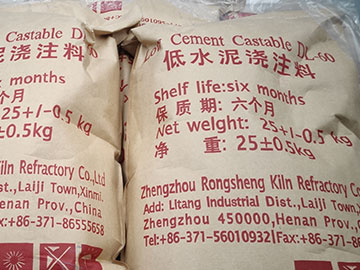 Cement Castable D
60
泥浇注料
x months
个月
25+/-0.5 kg
±0.5kg
Kiln Refractory Co.,Ltd
Dist.,Laiji Town,Xinmi.
Henan Prov.,China
+86-371-86555658
Cement Castable DL-60
低水泥浇注料
Shelf life:six months
保质期:六个月
Net weight: 25+/-0.5 k
净 重: 25±0.5kg
Zhengzhou Rongsheng Kiln Refractory
Add: Litang Industrial Dist.,Laiji Town
Zhengzhou 450000,Henan Prov.,C
Tel:+86-371-56010932 Fax:+86-371-86